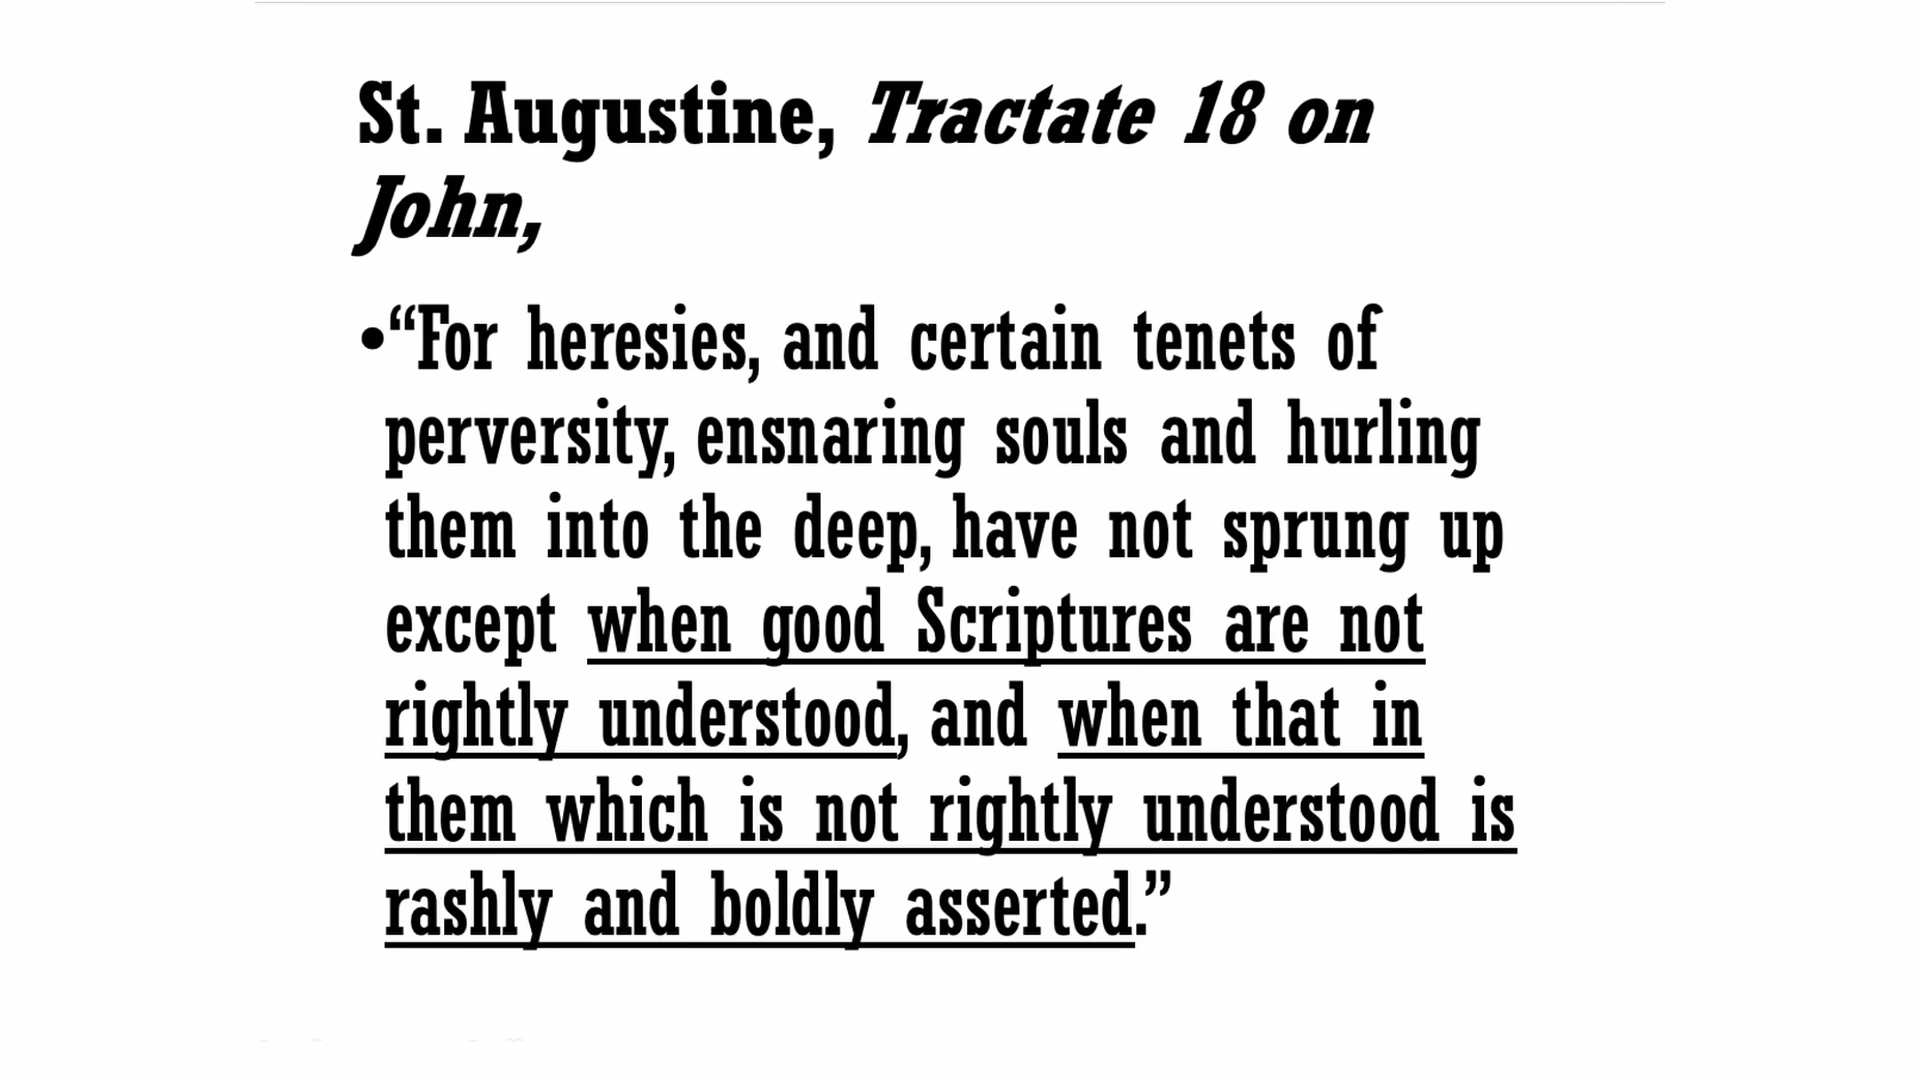 St. Augustine, Tractate 18 on
John,
•“For heresies, and certain tenets of
perversity, ensnaring souls and hurling
them into the deep, have not sprung up
except when good Scriptures are not
rightly understood, and when that in
them which is not rightly understood is
rashly and boldly asserted.”